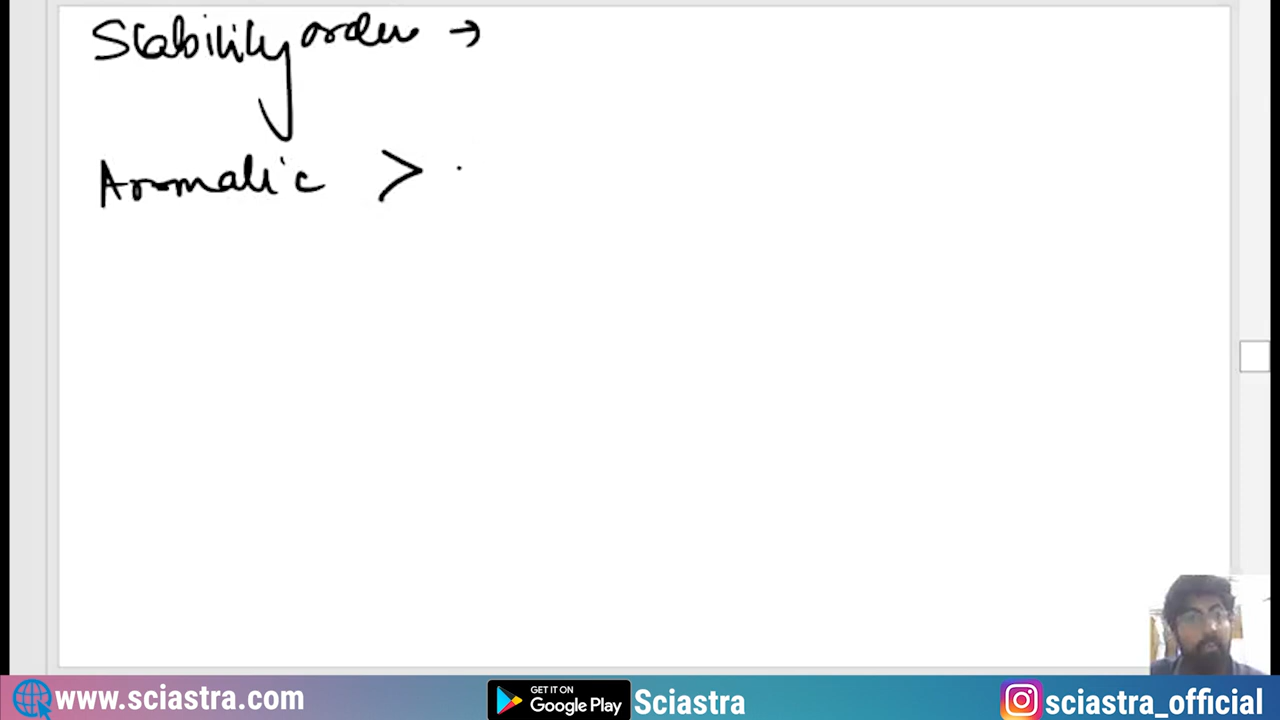 Stability order →
Aromatic >
www.sciastra.com
GET IT ON
Google Play
Sciastra
sciastra_official